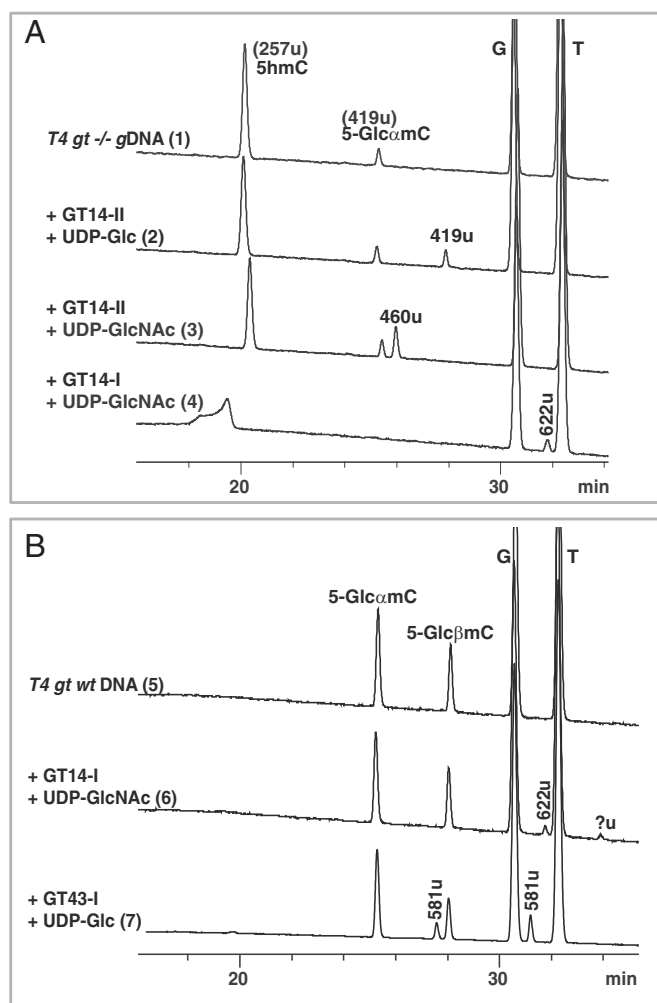 A
(257u)
5hmC
G
T
(419u)
5-GlcαmC
T4 gt -/- gDNA (1)
+ GT14-II
+ UDP-Glc (2)
419u
+ GT14-II
+ UDP-GlcNAc (3)
460u
+ GT14-I
+ UDP-GlcNAc (4)
622u
20
30
min
B
G
T
5-GlcαmC
5-GlcβmC
T4 gt wt DNA (5)
+ GT14-I
+ UDP-GlcNAc (6)
622u
?u
+ GT43-I
+ UDP-Glc (7)
581u
581u
20
30
min